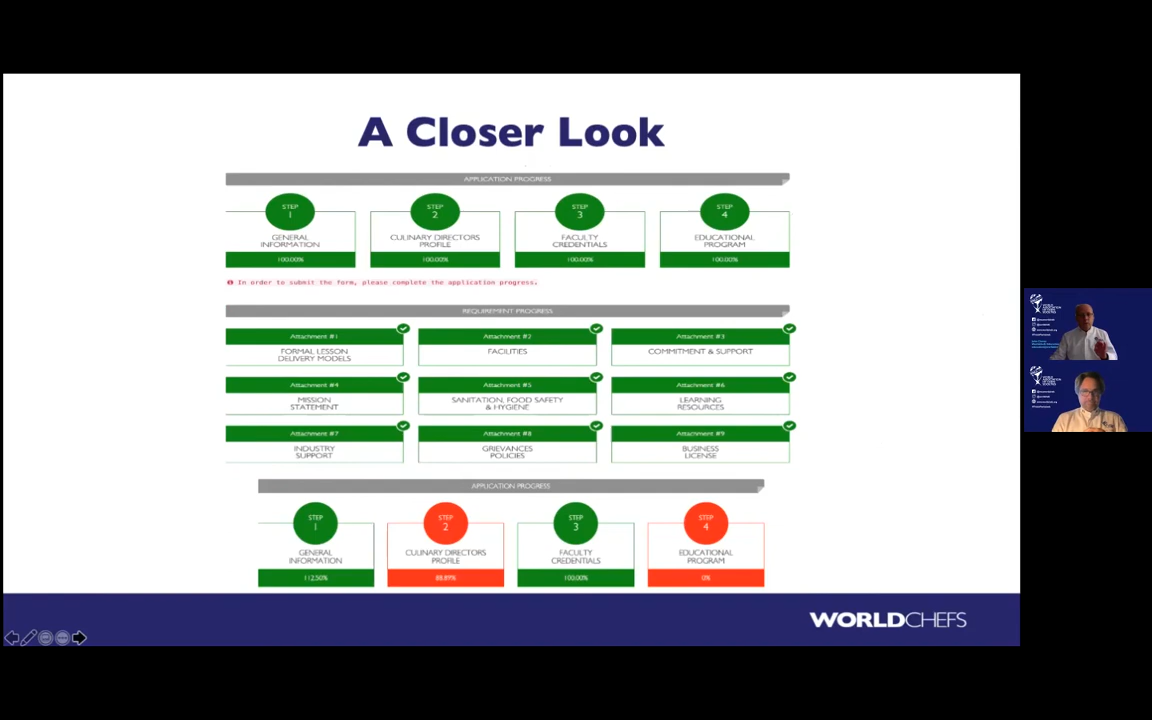 A Closer Look
APPLICATION PROGRESS
STEP
1
GENERAL
INFORMATION
100.00%
STEP
2
CULINARY DIRECTORS
PROFILE
100.00%
STEP
3
FACULTY
CREDENTIALS
100.00%
STEP
4
EDUCATIONAL
PROGRAM
100.00%
In order to submit the form, please complete the application progress.
REQUIREMENT PROGRESS
Attachment #1
FORMAL LESSON
DELIVERY MODELS
Attachment #2
FACILITIES
Attachment #3
COMMITMENT & SUPPORT
Attachment #4
MISSION
STATEMENT
Attachment #5
SANITATION, FOOD SAFETY
& HYGIENE
Attachment #6
LEARNING
RESOURCES
Attachment #7
INDUSTRY
SUPPORT
Attachment #8
GRIEVANCES
POLICIES
Attachment #9
BUSINESS
LICENSE
APPLICATION PROGRESS
STEP
1
GENERAL
INFORMATION
112.50%
STEP
2
CULINARY DIRECTORS
PROFILE
88.89%
STEP
3
FACULTY
CREDENTIALS
100.00%
STEP
4
EDUCATIONAL
PROGRAM
0%
WORLDCHEFS